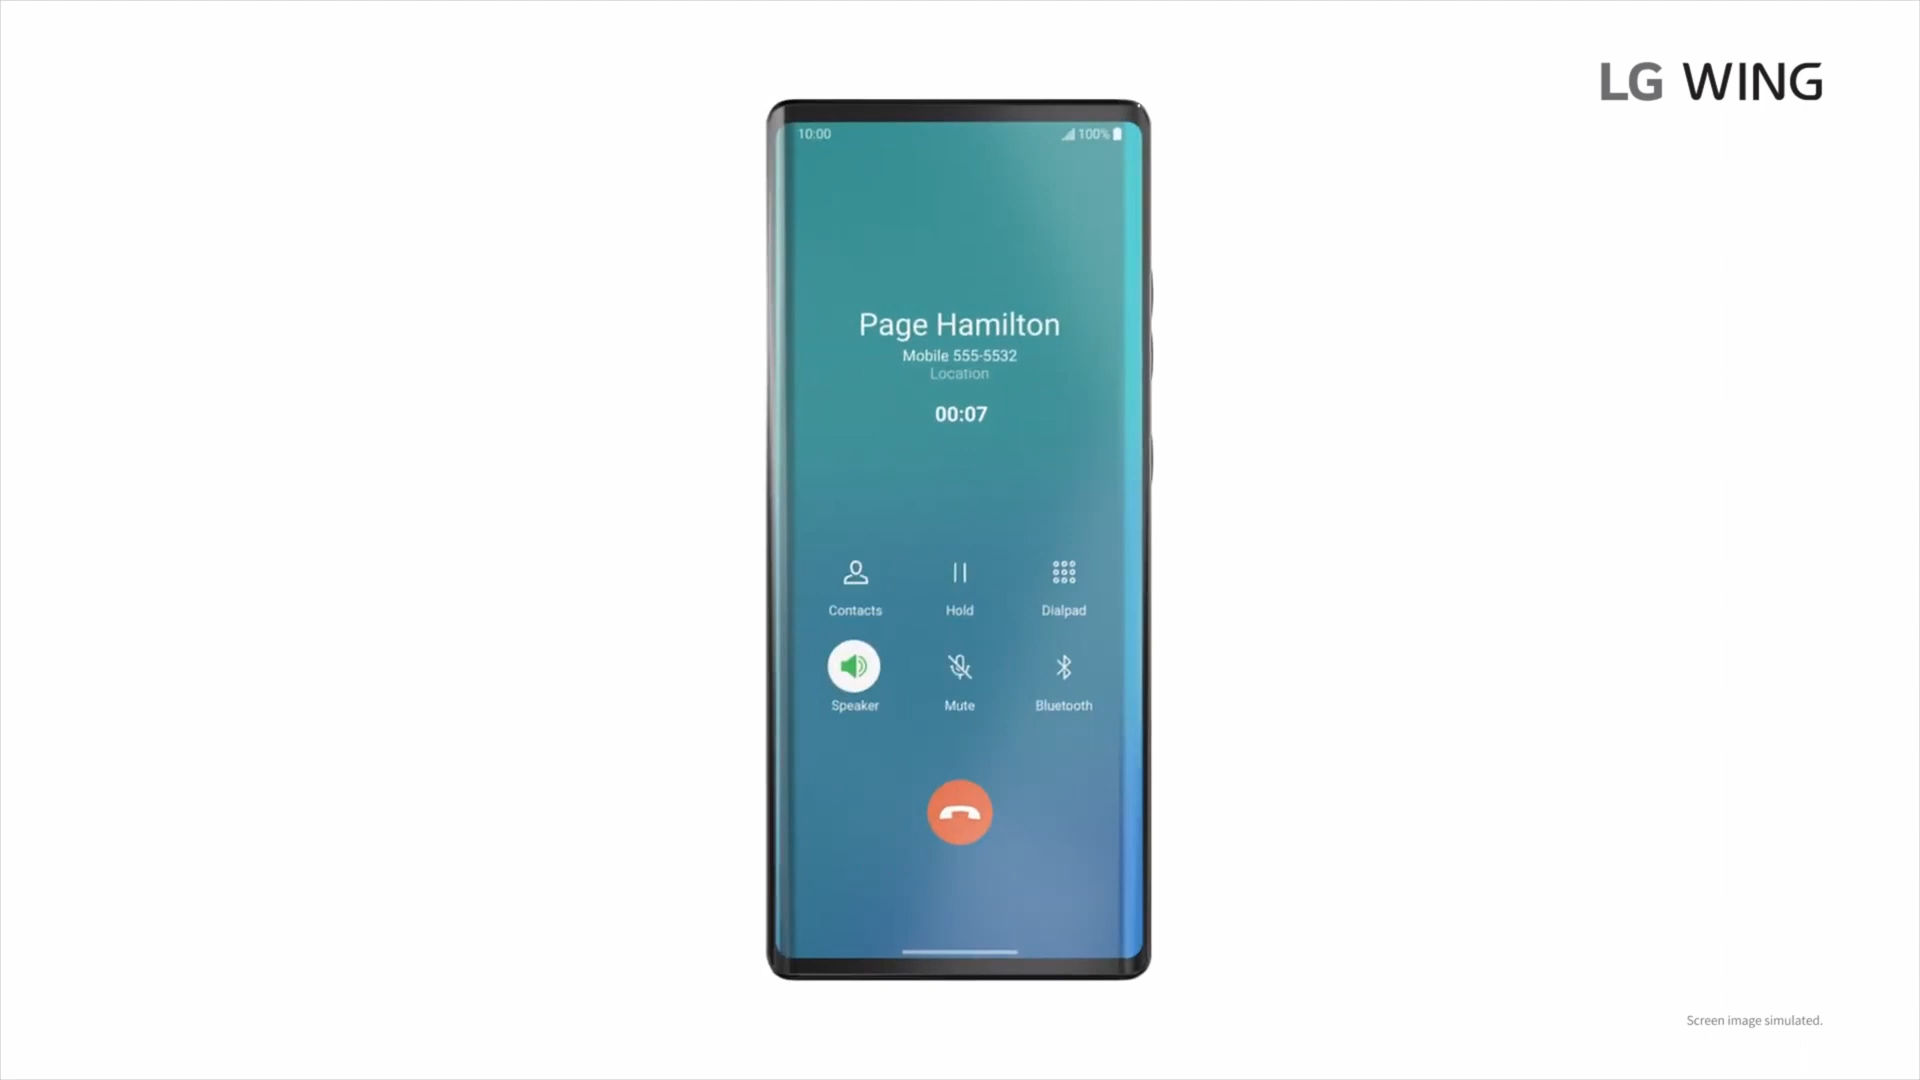 LG WING
10:00 100%
Page Hamilton
Mobile 555-5532
Location
00:07
Contacts Hold Dialpad
Speaker Mute Bluetooth
Screen image simulated.